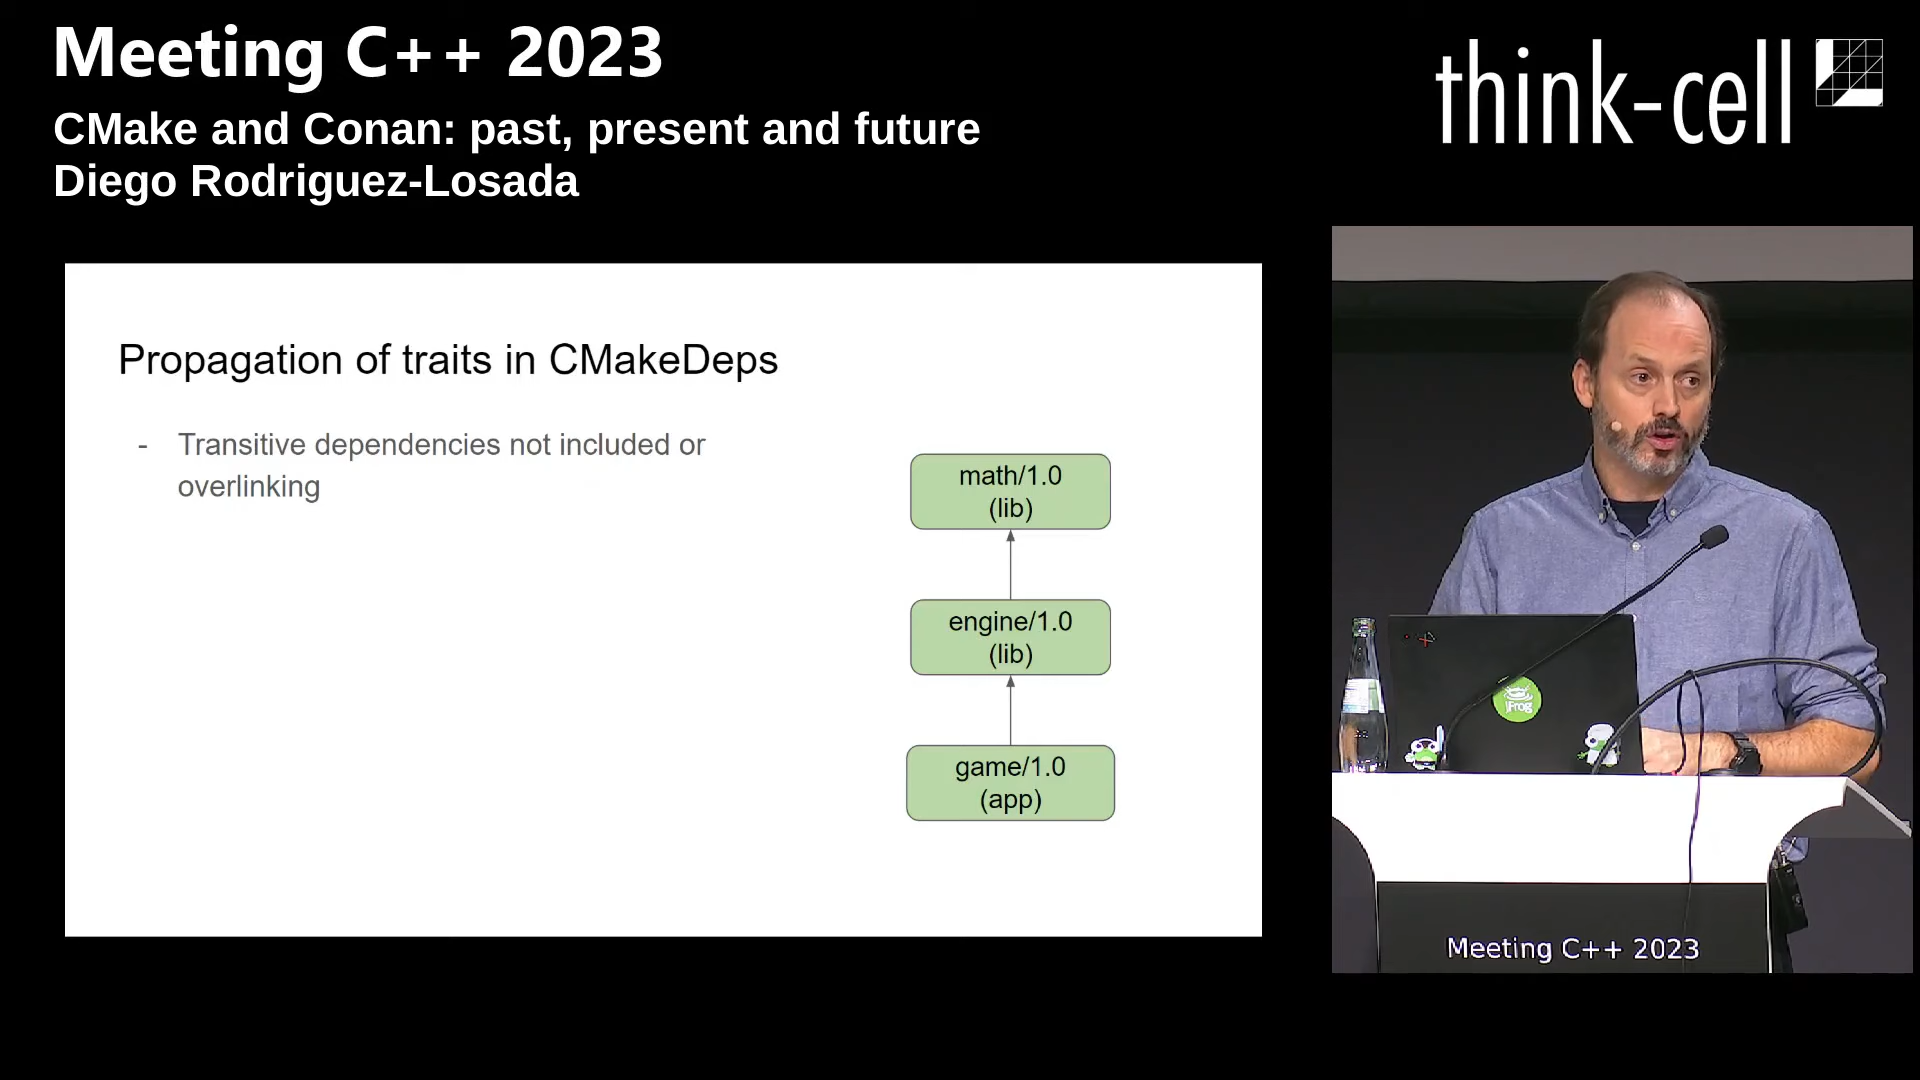 Meeting C++ 2023
CMake and Conan: past, present and future
Diego Rodriguez-Losada
think-cell
Propagation of traits in CMakeDeps
- Transitive dependencies not included or
overlinking
math/1.0
(lib)
engine/1.0
(lib)
game/1.0
(app)
jFrog
Meeting C++ 2023